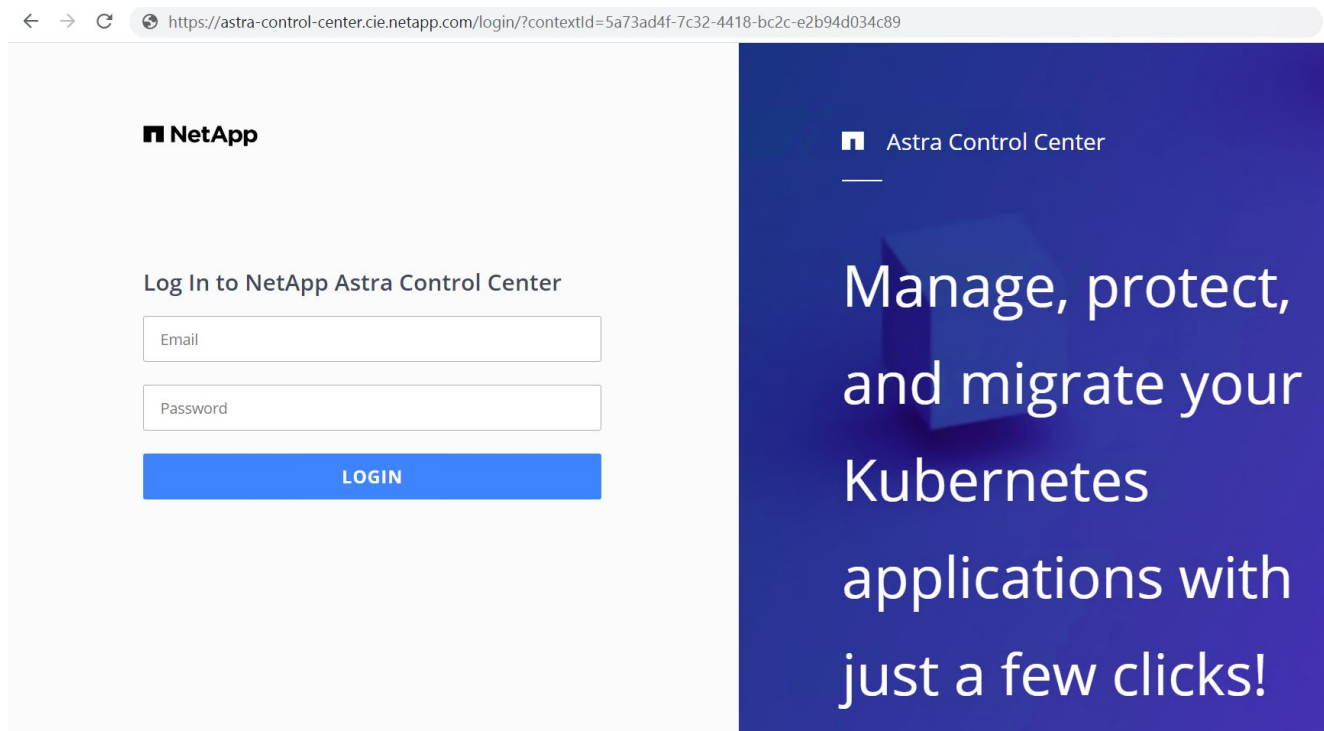 https://astra-control-center.cie.netapp.com/login/?contextId=5a73ad4f-7c32-4418-bc2c-e2b94d034c89
NetApp
Log In to NetApp Astra Control Center
Email
Password
LOGIN
Astra Control Center
Manage, protect,
and migrate your
Kubernetes
applications with
just a few clicks!